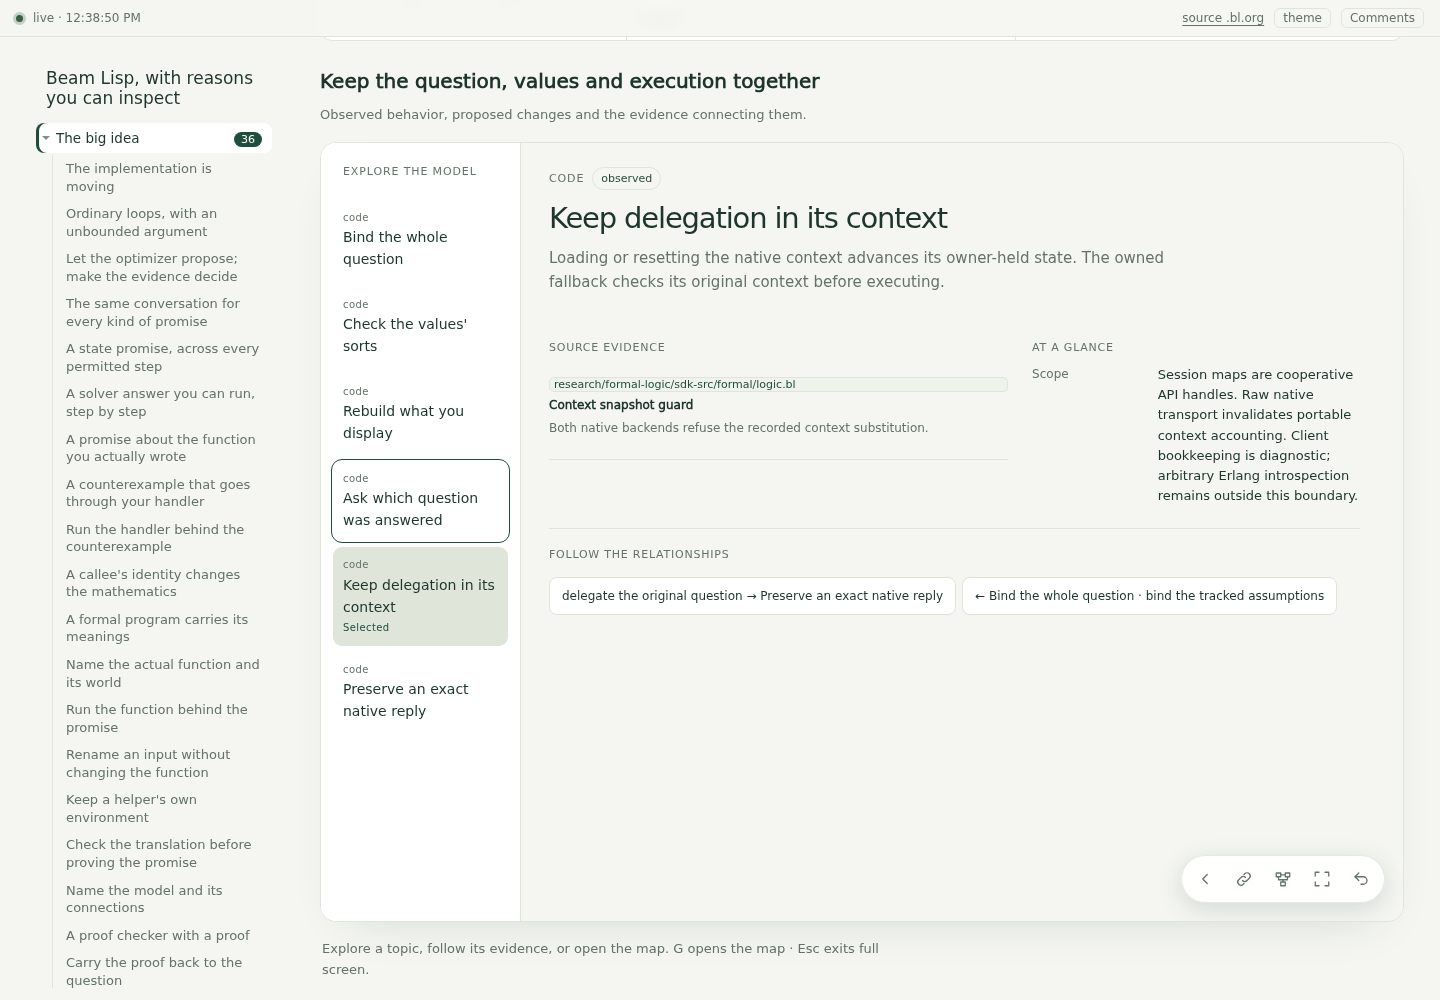 live · 12:38:50 PM
source .bl.org
theme
Comments
Beam Lisp, with reasons
you can inspect
The big idea
36
The implementation is
moving
Ordinary loops, with an
unbounded argument
Let the optimizer propose;
make the evidence decide
The same conversation for
every kind of promise
A state promise, across every
permitted step
A solver answer you can run,
step by step
A promise about the function
you actually wrote
A counterexample that goes
through your handler
Run the handler behind the
counterexample
A callee's identity changes
the mathematics
A formal program carries its
meanings
Name the actual function and
its world
Run the function behind the
promise
Rename an input without
changing the function
Keep a helper's own
environment
Check the translation before
proving the promise
Name the model and its
connections
A proof checker with a proof
Carry the proof back to the
question
Keep the question, values and execution together
Observed behavior, proposed changes and the evidence connecting them.
EXPLORE THE MODEL
code
Bind the whole
question
code
Check the values'
sorts
code
Rebuild what you
display
code
Ask which question
was answered
code
Keep delegation in its
context
Selected
code
Preserve an exact
native reply
CODE
observed
Keep delegation in its context
Loading or resetting the native context advances its owner-held state. The owned
fallback checks its original context before executing.
SOURCE EVIDENCE
research/formal-logic/sdk-src/formal/logic.bl
Context snapshot guard
Both native backends refuse the recorded context substitution.
AT A GLANCE
Scope
Session maps are cooperative
API handles. Raw native
transport invalidates portable
context accounting. Client
bookkeeping is diagnostic;
arbitrary Erlang introspection
remains outside this boundary.
FOLLOW THE RELATIONSHIPS
delegate the original question → Preserve an exact native reply
← Bind the whole question · bind the tracked assumptions
Explore a topic, follow its evidence, or open the map. G opens the map · Esc exits full
screen.